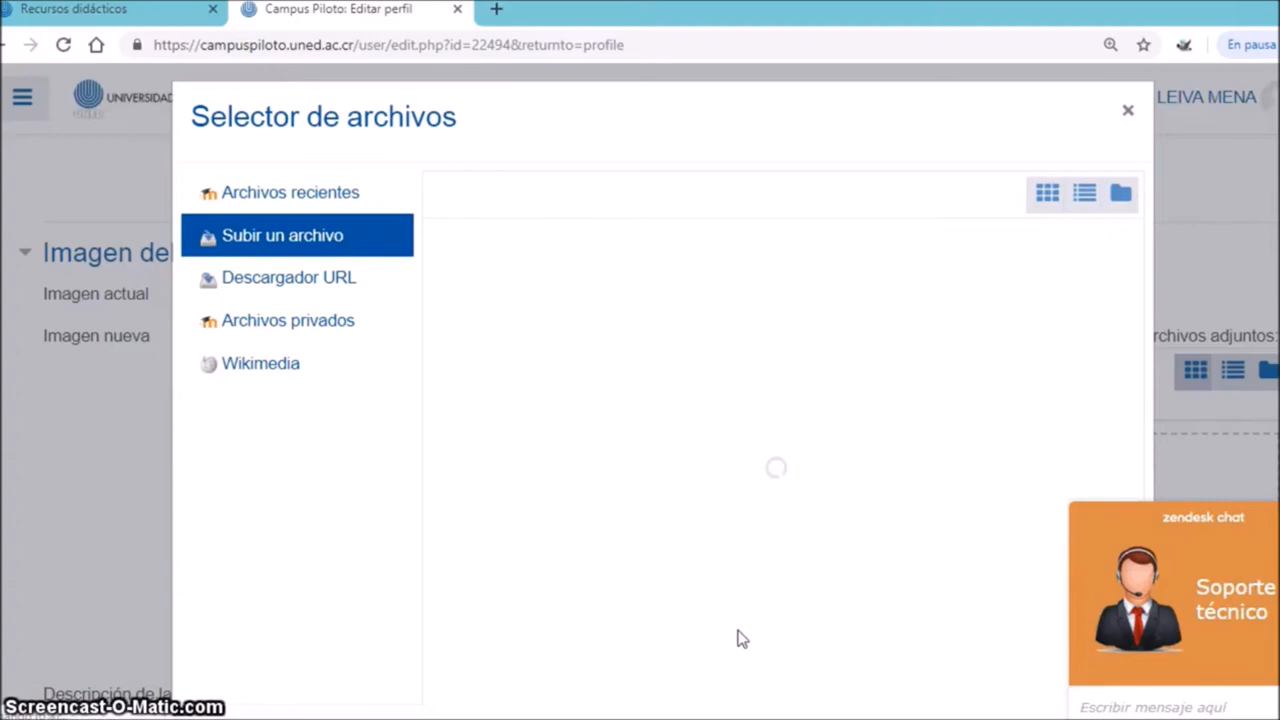 Recursos didácticos
Campus Piloto: Editar perfil
https://campuspiloto.uned.ac.cr/user/edit.php?id=22494&returnto=profile
En pausa
UNIVERSIDAD
LEIVA MENA
Selector de archivos
Archivos recientes
Subir un archivo
Descargador URL
Archivos privados
Wikimedia
Imagen del
Imagen actual
Imagen nueva
rchivos adjuntos:
zendesk chat
Soporte
técnico
Descripción de la
Escribir mensaje aquí
Screencast-O-Matic.com